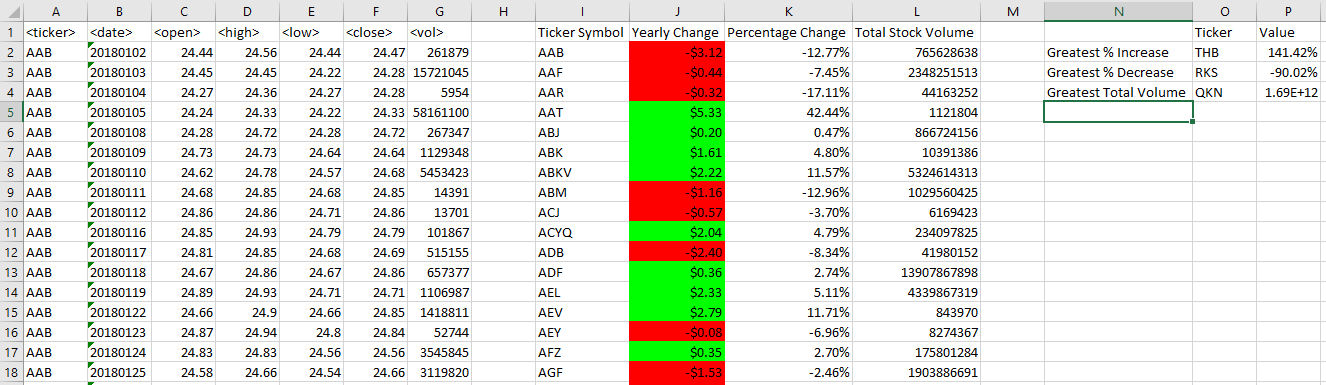 A B C D E F G H I J K L M N O P
1 <ticker> <date> <open> <high> <low> <close> <vol> Ticker Symbol Yearly Change Percentage Change Total Stock Volume Ticker Value
2 AAB 20180102 24.44 24.56 24.44 24.47 261879 AAB -$3.12 -12.77% 765628638 Greatest % Increase THB 141.42%
3 AAB 20180103 24.45 24.45 24.22 24.28 15721045 AAF -$0.44 -7.45% 2348251513 Greatest % Decrease RKS -90.02%
4 AAB 20180104 24.27 24.36 24.27 24.28 5954 AAR -$0.32 -17.11% 44163252 Greatest Total Volume QKN 1.69E+12
5 AAB 20180105 24.24 24.33 24.22 24.33 58161100 AAT $5.33 42.44% 1121804
6 AAB 20180108 24.28 24.72 24.28 24.72 267347 ABJ $0.20 0.47% 866724156
7 AAB 20180109 24.73 24.73 24.64 24.64 1129348 ABK $1.61 4.80% 10391386
8 AAB 20180110 24.62 24.78 24.57 24.68 5453423 ABKV $2.22 11.57% 5324614313
9 AAB 20180111 24.68 24.85 24.68 24.85 14391 ABM -$1.16 -12.96% 1029560425
10 AAB 20180112 24.86 24.86 24.71 24.86 13701 ACJ -$0.57 -3.70% 6169423
11 AAB 20180116 24.85 24.93 24.79 24.79 101867 ACYQ $2.04 4.79% 234097825
12 AAB 20180117 24.81 24.85 24.68 24.69 515155 ADB -$2.40 -8.34% 41980152
13 AAB 20180118 24.67 24.86 24.67 24.86 657377 ADF $0.36 2.74% 13907867898
14 AAB 20180119 24.89 24.93 24.71 24.71 1106987 AEL $2.33 5.11% 4339867319
15 AAB 20180122 24.66 24.9 24.66 24.85 1418811 AEV $2.79 11.71% 843970
16 AAB 20180123 24.87 24.94 24.8 24.84 52744 AEY -$0.08 -6.96% 8274367
17 AAB 20180124 24.83 24.83 24.56 24.56 3545845 AFZ $0.35 2.70% 175801284
18 AAB 20180125 24.58 24.66 24.54 24.66 3119820 AGF -$1.53 -2.46% 1903886691